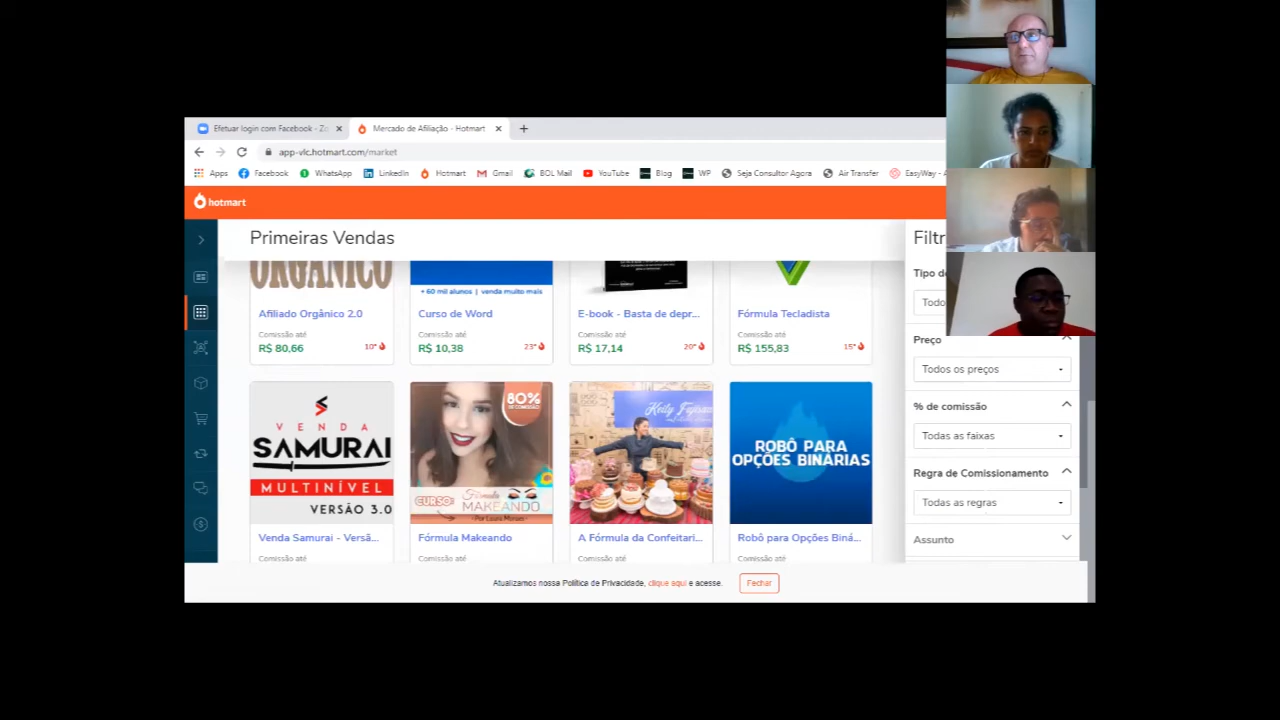 Efetuar login com Facebook - Zo
Mercado de Afiliação - Hotmart
app-vlc.hotmart.com/market
Apps Facebook WhatsApp LinkedIn Hotmart Gmail BOL Mail YouTube Blog WP Seja Consultor Agora Air Transfer EasyWay - A
hotmart
Primeiras Vendas
Filtr
ORGÂNICO
+ 60 mil alunos | venda muito mais
Afiliado Orgânico 2.0
Comissão até
R$ 80,66
10°
Curso de Word
Comissão até
R$ 10,38
23°
E-book - Basta de depr...
Comissão até
R$ 17,14
20°
Fórmula Tecladista
Comissão até
R$ 155,83
15°
VENDA
SAMURAI
MULTINÍVEL
VERSÃO 3.0
Venda Samurai - Versã...
Comissão até
80%
DE COMISSÃO
CURSO:
Fórmula
MAKEANDO
Por Laura Moraes
Fórmula Makeando
Comissão até
A Fórmula da Confeitari...
Comissão até
ROBÔ PARA
OPÇÕES BINÁRIAS
Robô para Opções Biná...
Comissão até
Tipo de
Todo
Preço
Todos os preços
% de comissão
Todas as faixas
Regra de Comissionamento
Todas as regras
Assunto
Atualizamos nossa Política de Privacidade, clique aqui e acesse.
Fechar